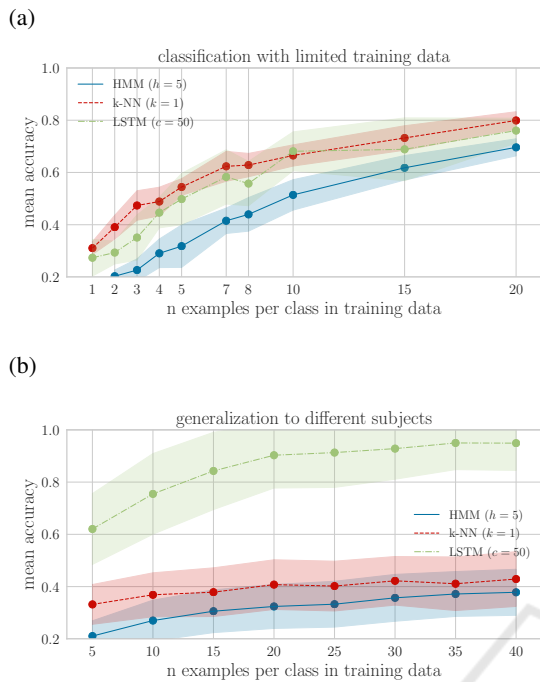 (a)
classification with limited training data
1.0
0.8
0.6
0.4
0.2
mean accuracy
HMM (h = 5)
k-NN (k = 1)
LSTM (c = 50)
1 2 3 4 5 7 8 10 15 20
n examples per class in training data
(b)
generalization to different subjects
1.0
0.8
0.6
0.4
0.2
mean accuracy
HMM (h = 5)
k-NN (k = 1)
LSTM (c = 50)
5 10 15 20 25 30 35 40
n examples per class in training data